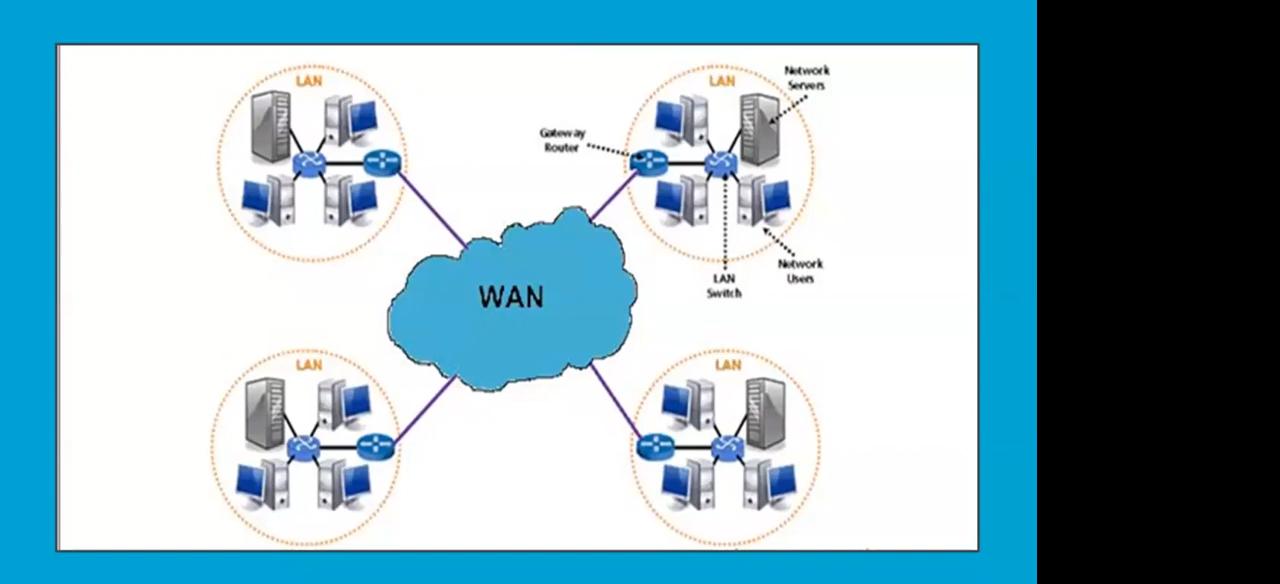 LAN
LAN
Network
Servers
Gateway
Router
WAN
LAN
Switch
Network
Users
LAN
LAN